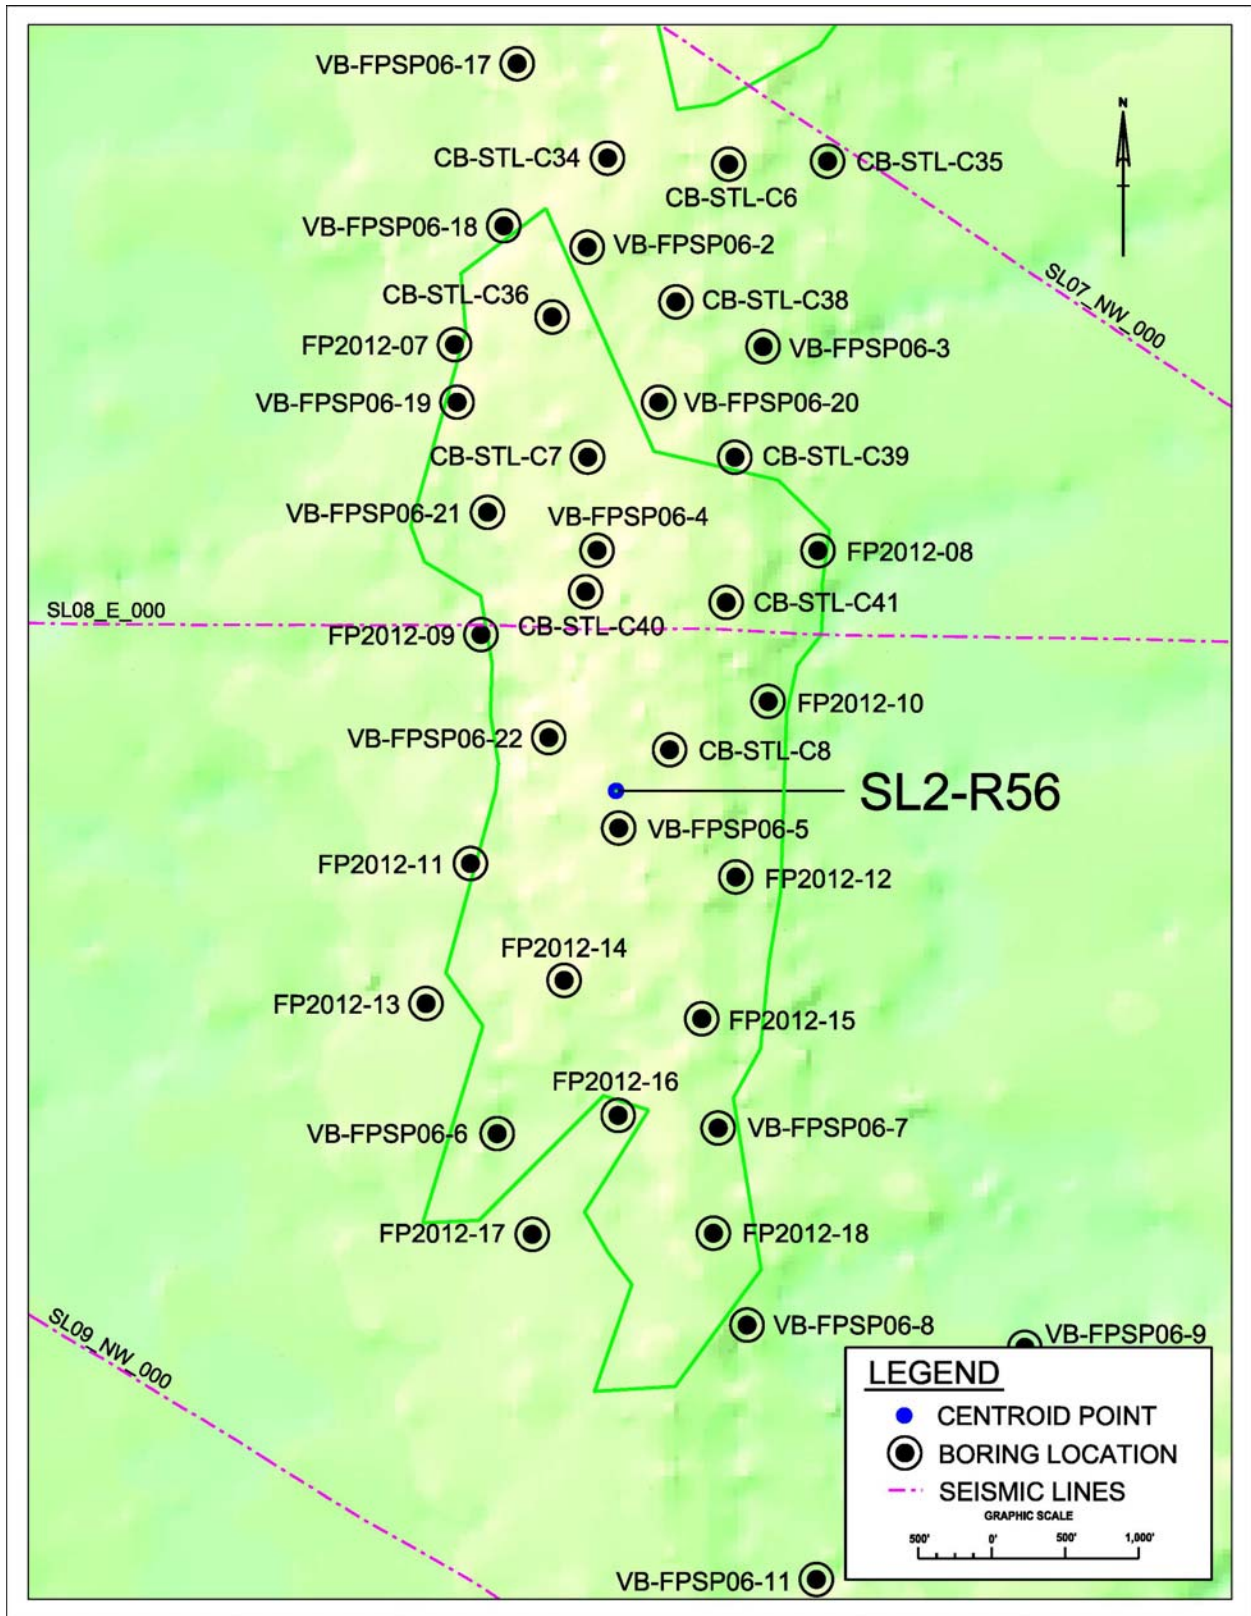 VB-FPSP06-17
N
CB-STL-C34
CB-STL-C35
CB-STL-C6
VB-FPSP06-18
VB-FPSP06-2
CB-STL-C36
CB-STL-C38
SL07_NW_000
FP2012-07
VB-FPSP06-3
VB-FPSP06-19
VB-FPSP06-20
CB-STL-C7
CB-STL-C39
VB-FPSP06-21
VB-FPSP06-4
FP2012-08
SL08_E_000
CB-STL-C41
CB-STL-C40
FP2012-09
FP2012-10
VB-FPSP06-22
CB-STL-C8
SL2-R56
VB-FPSP06-5
FP2012-11
FP2012-12
FP2012-14
FP2012-13
FP2012-15
FP2012-16
VB-FPSP06-6
VB-FPSP06-7
FP2012-17
FP2012-18
SL09_NW_000
VB-FPSP06-8
VB-FPSP06-9
LEGEND
CENTROID POINT
BORING LOCATION
SEISMIC LINES
GRAPHIC SCALE
500' 0' 500' 1,000'
VB-FPSP06-11